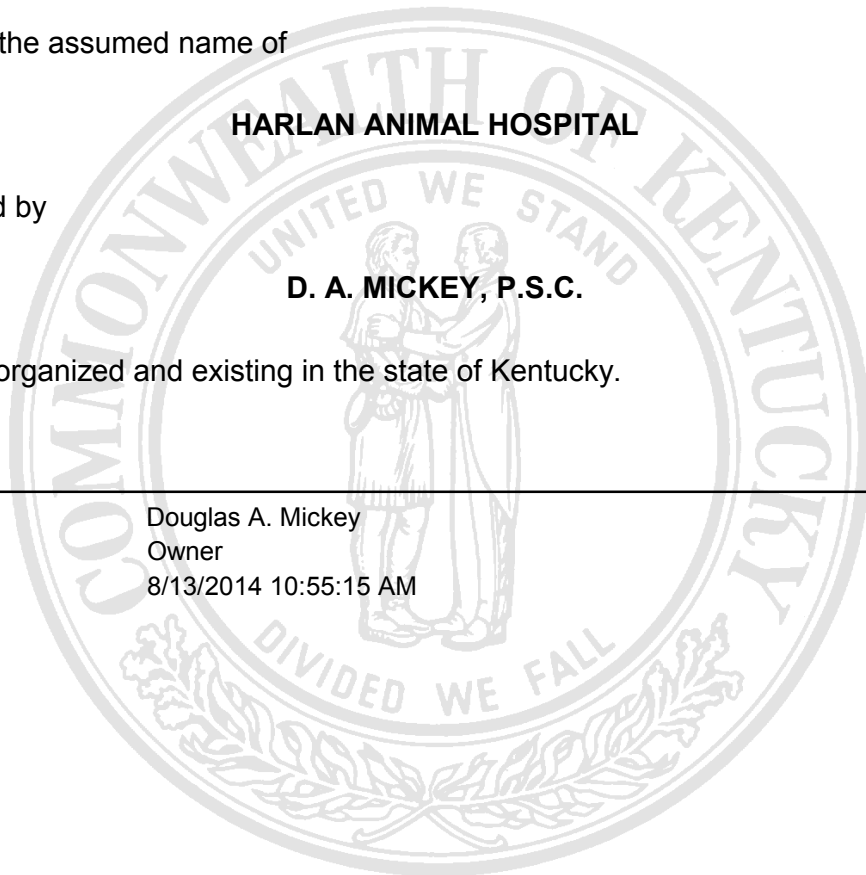 the assumed name of
HARLAN ANIMAL HOSPITAL
d by
D. A. MICKEY, P.S.C.
organized and existing in the state of Kentucky.
Douglas A. Mickey
Owner
8/13/2014 10:55:15 AM
COMMONWEALTH OF KENTUCKY
UNITED WE STAND
DIVIDED WE FALL